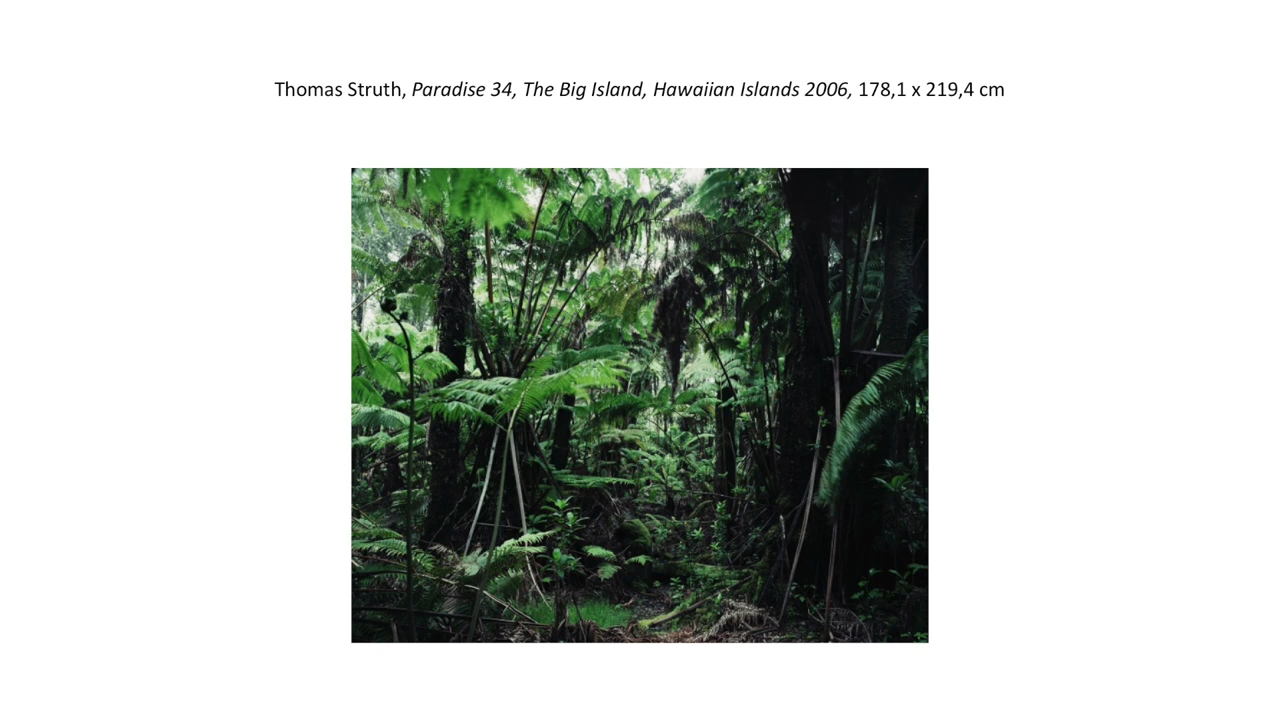 Thomas Struth, Paradise 34, The Big Island, Hawaiian Islands 2006, 178,1 x 219,4 cm